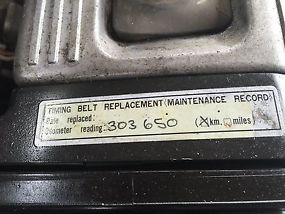 TIMING BELT REPLACEMENT (MAINTENANCE RECORD)
Date replaced:
Odometer reading: 303 650 (☒km. ☐miles